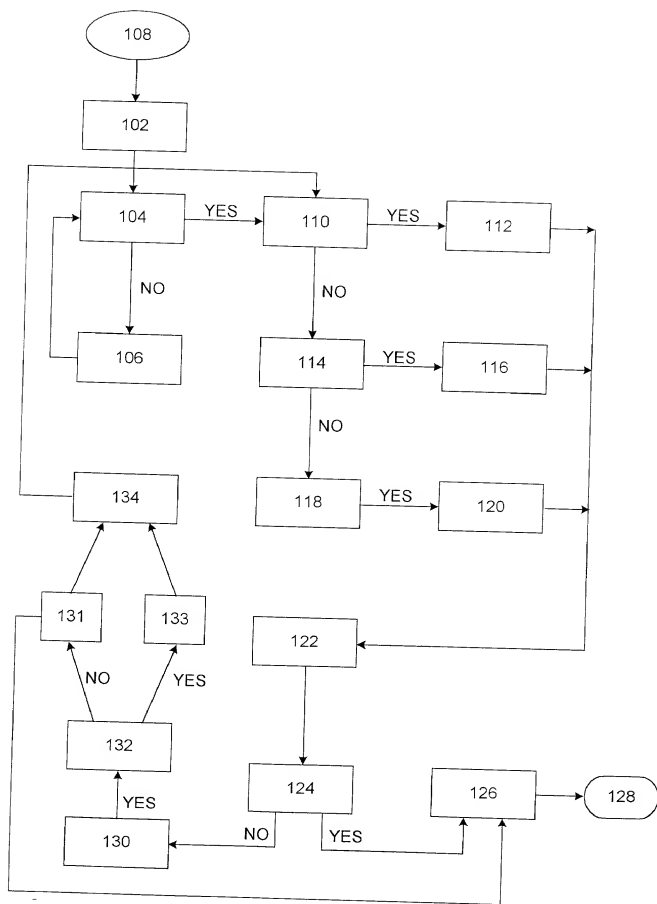 108
102
104
YES
110
YES
112
NO
NO
106
114
YES
116
NO
134
118
YES
120
131
133
122
NO
YES
132
124
126
128
YES
130
NO
YES